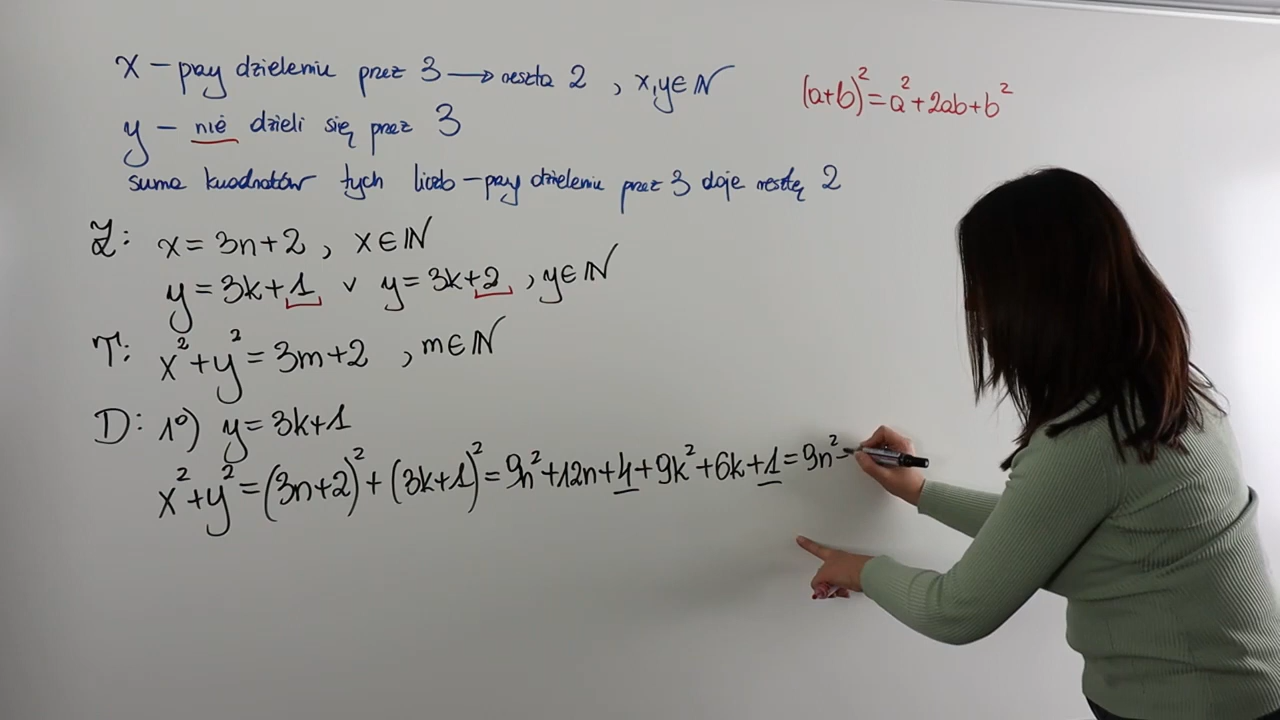 x – przy dzieleniu przez 3 → reszta 2 , x,y∈ℕ
(a+b)²=a²+2ab+b²
y – nie dzieli się przez 3
suma kwadratów tych liczb – przy dzieleniu przez 3 daje resztę 2
Z: x=3n+2, x∈ℕ
y=3k+1 ∨ y=3k+2, y∈ℕ
T: x²+y²=3m+2 , m∈ℕ
D: 1º) y=3k+1
x²+y²=(3n+2)²+(3k+1)²=9n²+12n+4+9k²+6k+1=9n²